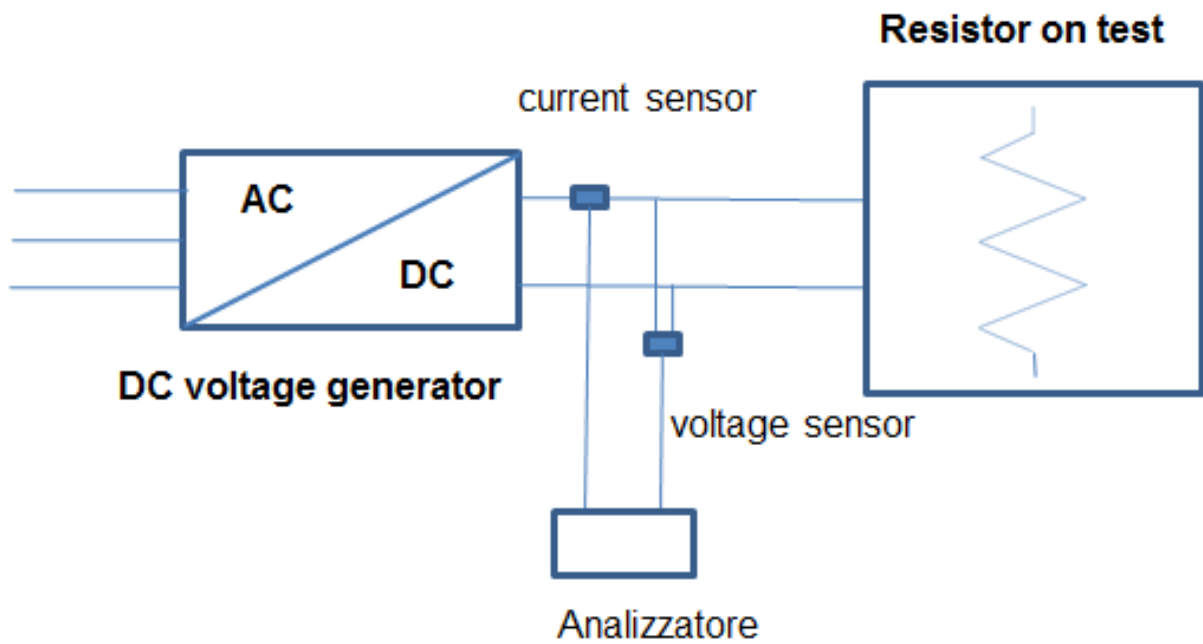 Resistor on test
current sensor
AC
DC
DC voltage generator
voltage sensor
Analizzatore